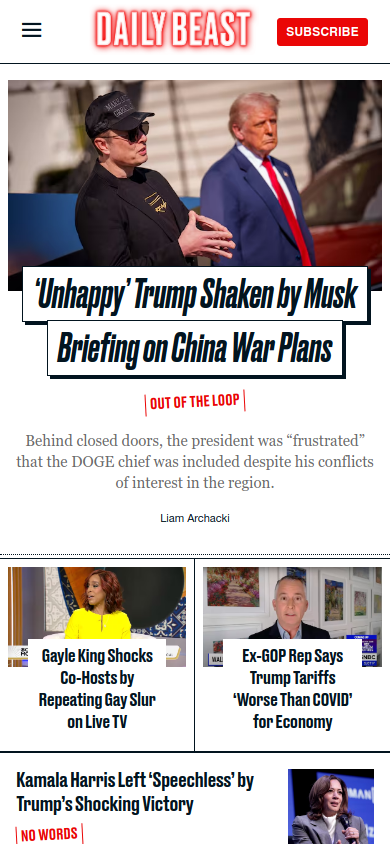 DAILY BEAST
SUBSCRIBE
‘Unhappy’ Trump Shaken by Musk
Briefing on China War Plans
OUT OF THE LOOP
Behind closed doors, the president was “frustrated”
that the DOGE chief was included despite his conflicts
of interest in the region.
Liam Archacki
Gayle King Shocks
Co-Hosts by
Repeating Gay Slur
on Live TV
Ex-GOP Rep Says
Trump Tariffs
‘Worse Than COVID’
for Economy
Kamala Harris Left ‘Speechless’ by
Trump’s Shocking Victory
NO WORDS